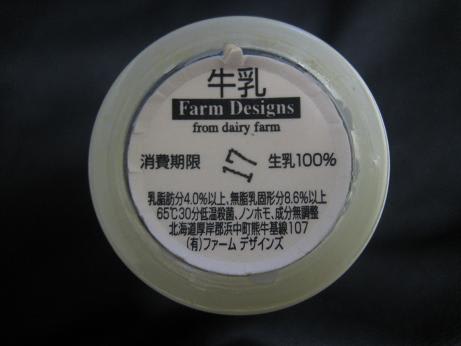 牛乳
Farm Designs
from dairy farm
消費期限 17 生乳100%
乳脂肪分4.0%以上、無脂乳固形分8.6%以上
65℃30分低温殺菌、ノンホモ、成分無調整
北海道厚岸郡浜中町熊牛基線107
(有)ファーム デザインズ